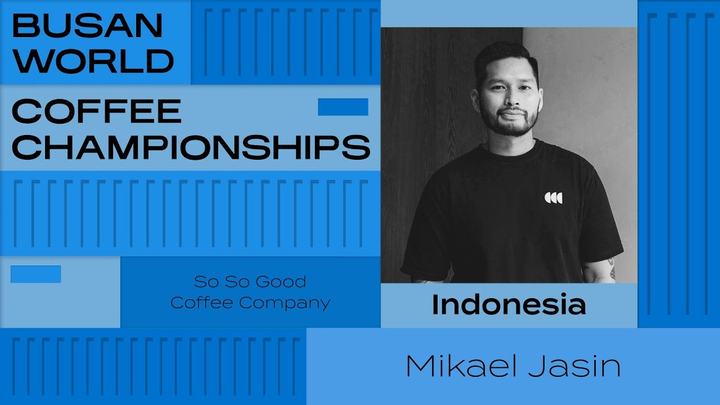 BUSAN
WORLD
COFFEE
CHAMPIONSHIPS
So So Good
Coffee Company
Indonesia
Mikael Jasin